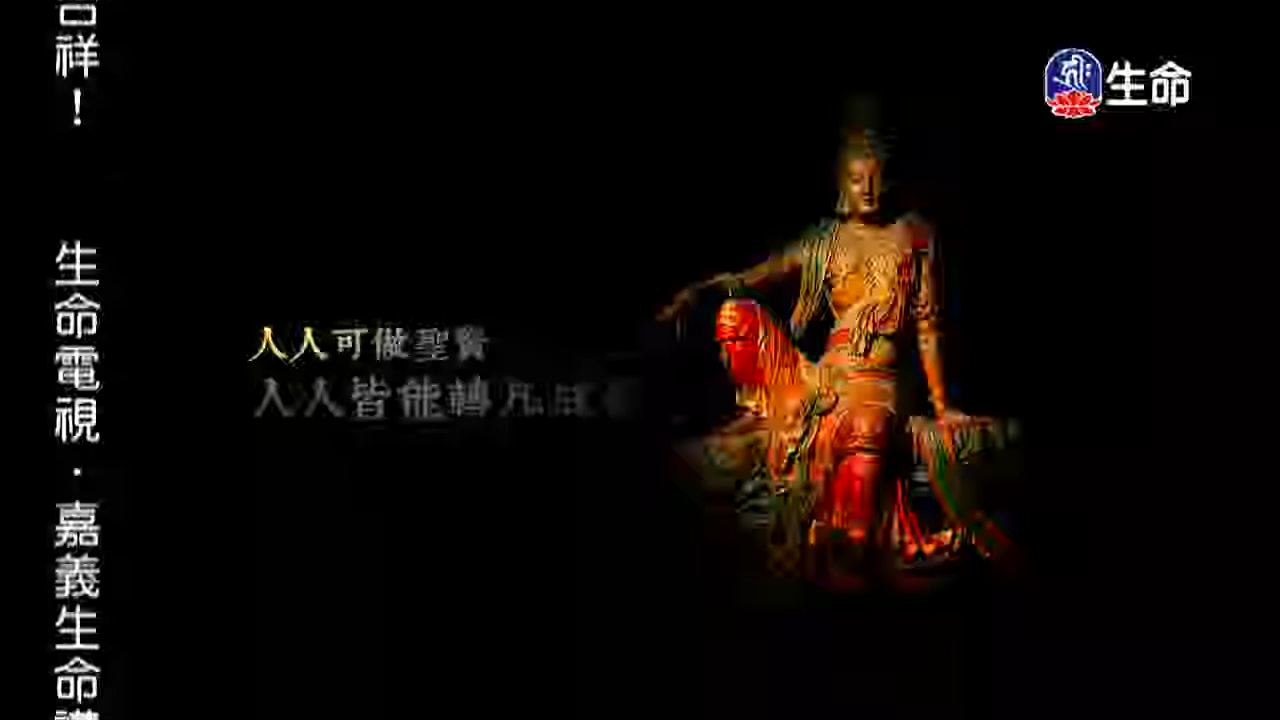 祥！ 生命電視．嘉義生命
生命
人人可做聖賢
人人皆能轉凡成